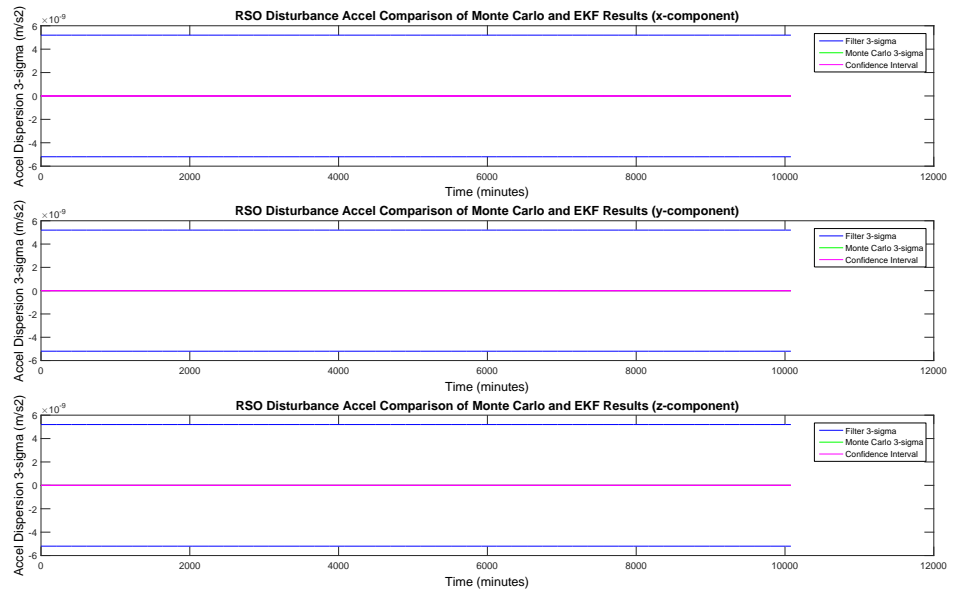 RSO Disturbance Accel Comparison of Monte Carlo and EKF Results (x-component)
×10-9
Accel Dispersion 3-sigma (m/s2)
6
4
2
0
-2
-4
-6
0 2000 4000 6000 8000 10000 12000
Time (minutes)
Filter 3-sigma
Monte Carlo 3-sigma
Confidence Interval
RSO Disturbance Accel Comparison of Monte Carlo and EKF Results (y-component)
×10-9
Accel Dispersion 3-sigma (m/s2)
6
4
2
0
-2
-4
-6
0 2000 4000 6000 8000 10000 12000
Time (minutes)
Filter 3-sigma
Monte Carlo 3-sigma
Confidence Interval
RSO Disturbance Accel Comparison of Monte Carlo and EKF Results (z-component)
×10-9
Accel Dispersion 3-sigma (m/s2)
6
4
2
0
-2
-4
-6
0 2000 4000 6000 8000 10000 12000
Time (minutes)
Filter 3-sigma
Monte Carlo 3-sigma
Confidence Interval